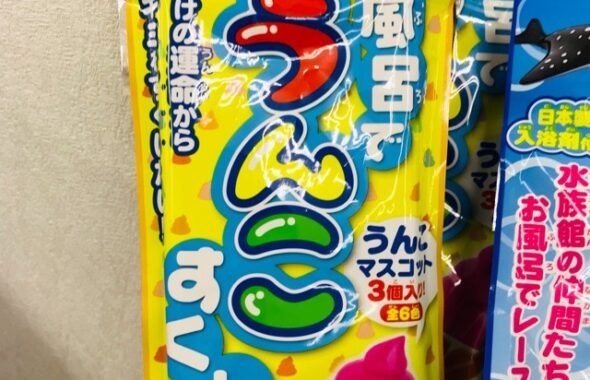 風呂で
うんこ
すく
けの運命から
うんこ
マスコット
3個入り!
全6色
で
日本
入浴剤
水族館の仲間たち
お風呂でレース